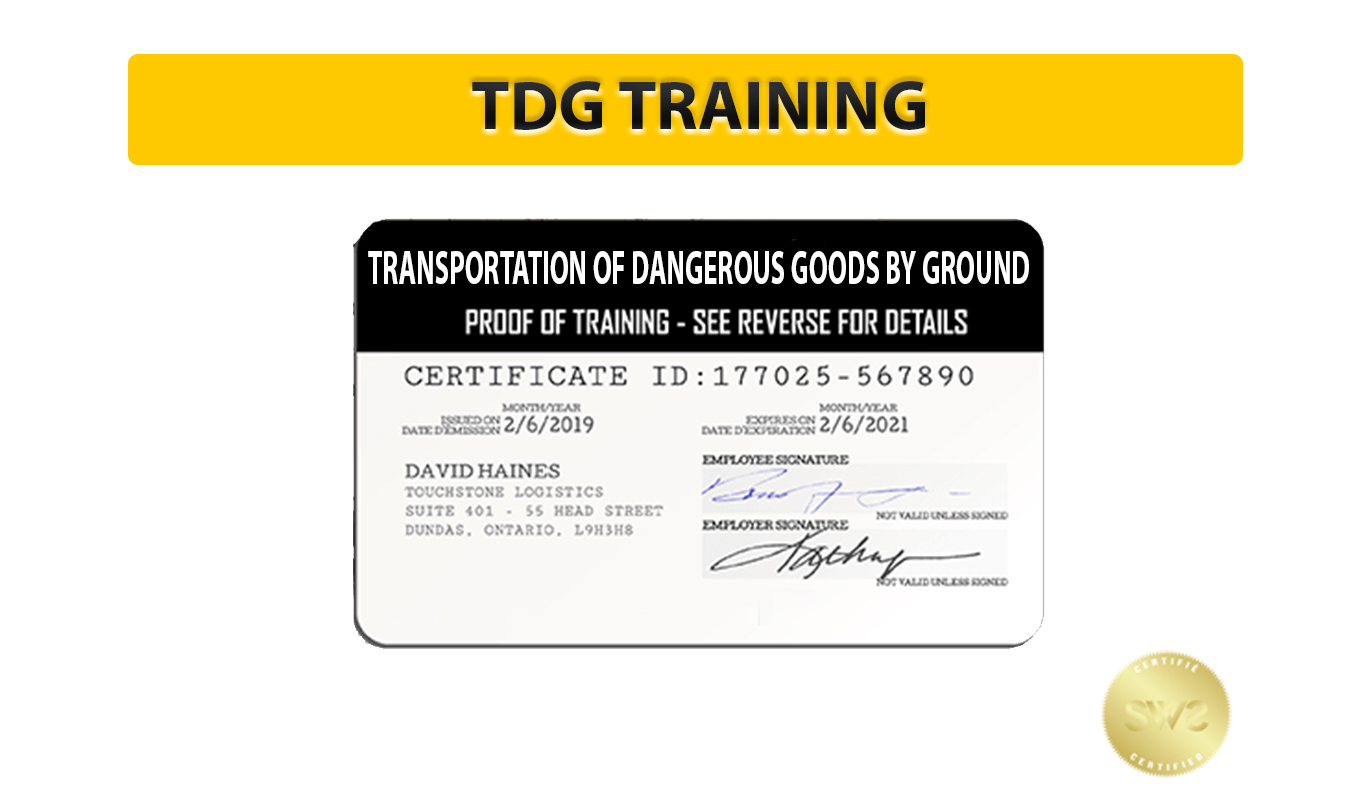 TDG TRAINING
TRANSPORTATION OF DANGEROUS GOODS BY GROUND
PROOF OF TRAINING - SEE REVERSE FOR DETAILS
CERTIFICATE ID:177025-567890
MONTH/YEAR
ISSUED ON
DATE D'EMISSION 2/6/2019
MONTH/YEAR
EXPIRES ON
DATE D'EXPIRATION 2/6/2021
DAVID HAINES
TOUCHSTONE LOGISTICS
SUITE 401 - 55 HEAD STREET
DUNDAS, ONTARIO, L9H3H8
EMPLOYEE SIGNATURE
NOT VALID UNLESS SIGNED
EMPLOYER SIGNATURE
NOT VALID UNLESS SIGNED
CERTIFIE
SWS
CERTIFIED